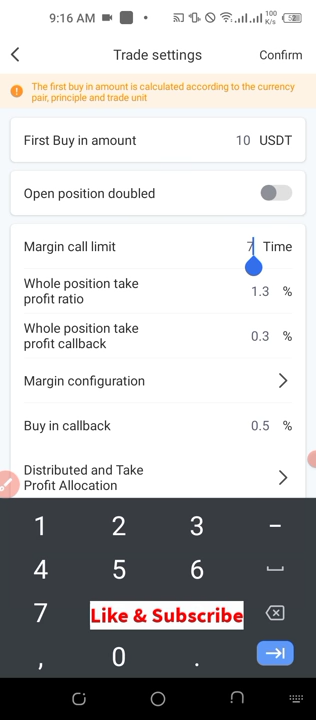 9:16 AM
100
K/s
52
Trade settings
Confirm
The first buy in amount is calculated according to the currency
pair, principle and trade unit
First Buy in amount 10 USDT
Open position doubled
Margin call limit 7 Time
Whole position take
profit ratio 1.3 %
Whole position take
profit callback 0.3 %
Margin configuration
Buy in callback 0.5 %
Distributed and Take
Profit Allocation
1 2 3 -
4 5 6
7 Like & Subscribe
, 0 .